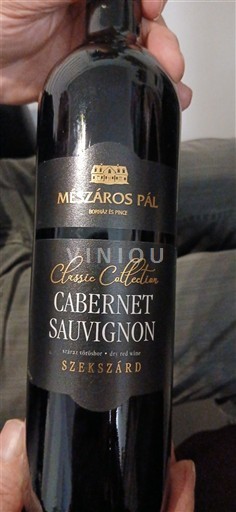 MÉSZÁROS PÁL
BORHÁZ ÉS PINCE
VINIOU
Classic Collection
CABERNET
SAUVIGNON
száraz vörösbor • dry red wine
SZEKSZÁRD